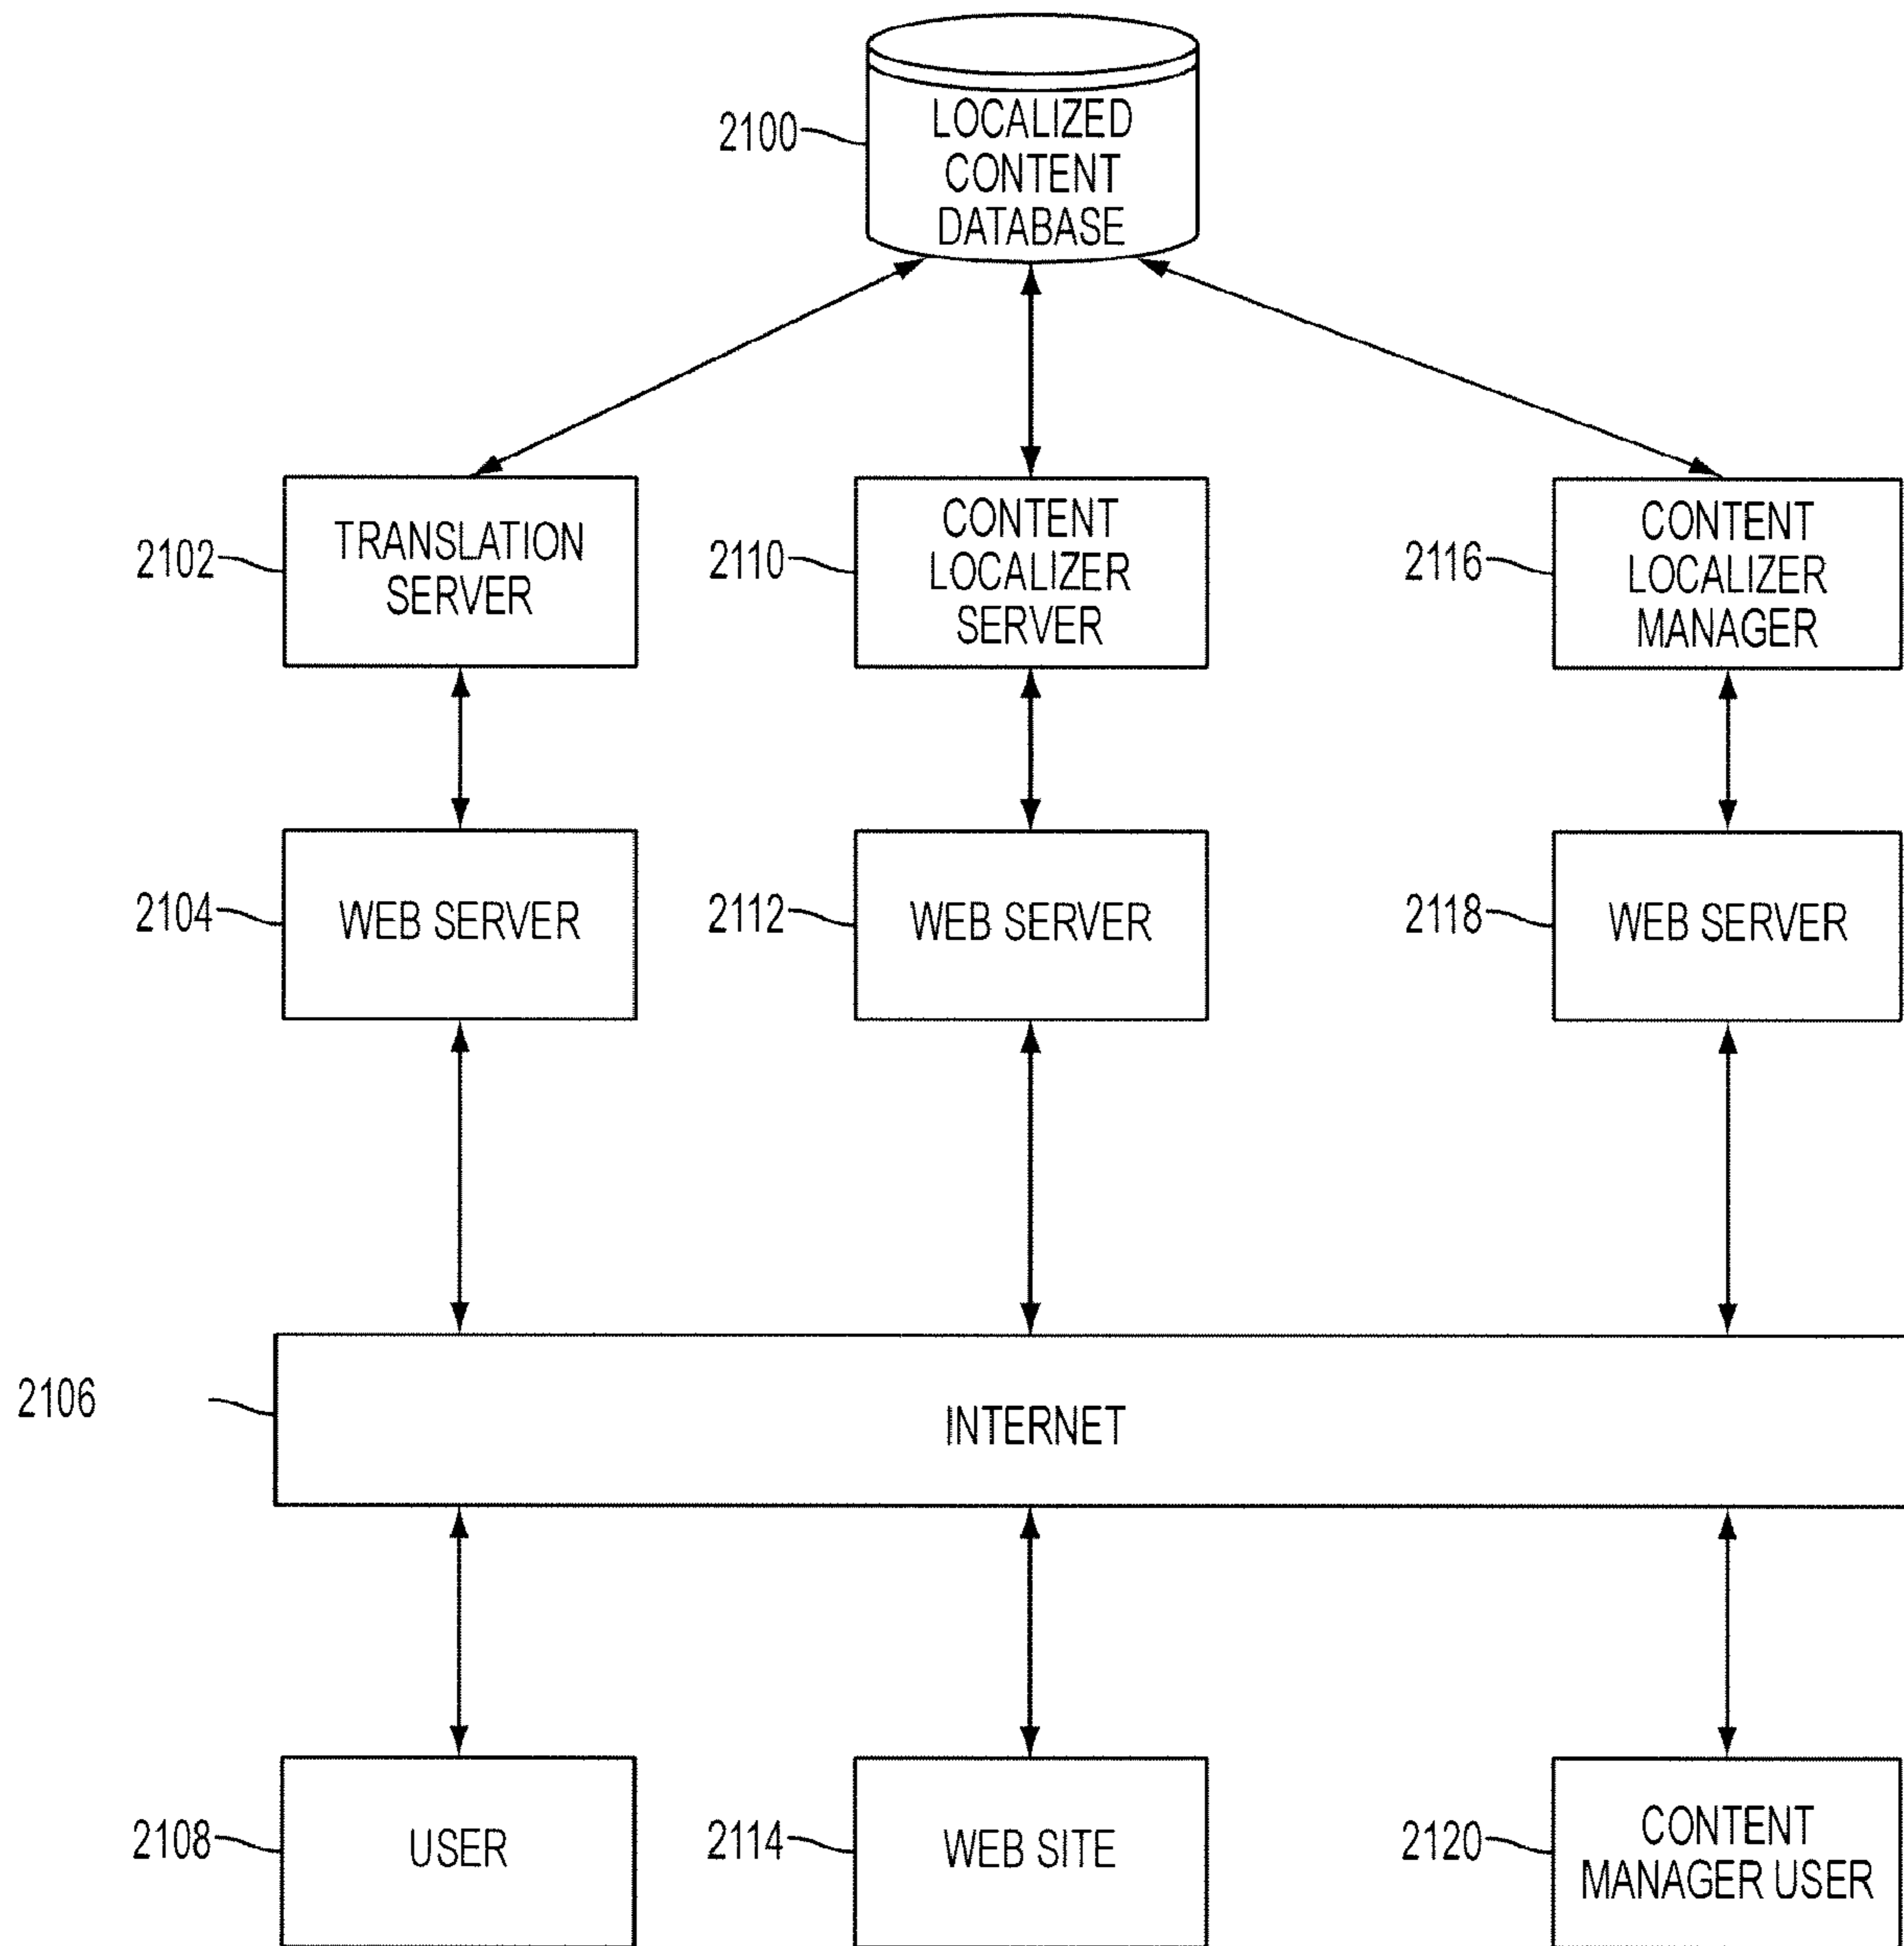 2100
LOCALIZED
CONTENT
DATABASE
2102
TRANSLATION
SERVER
2110
CONTENT
LOCALIZER
SERVER
2116
CONTENT
LOCALIZER
MANAGER
2104
WEB SERVER
2112
WEB SERVER
2118
WEB SERVER
2106
INTERNET
2108
USER
2114
WEB SITE
2120
CONTENT
MANAGER USER